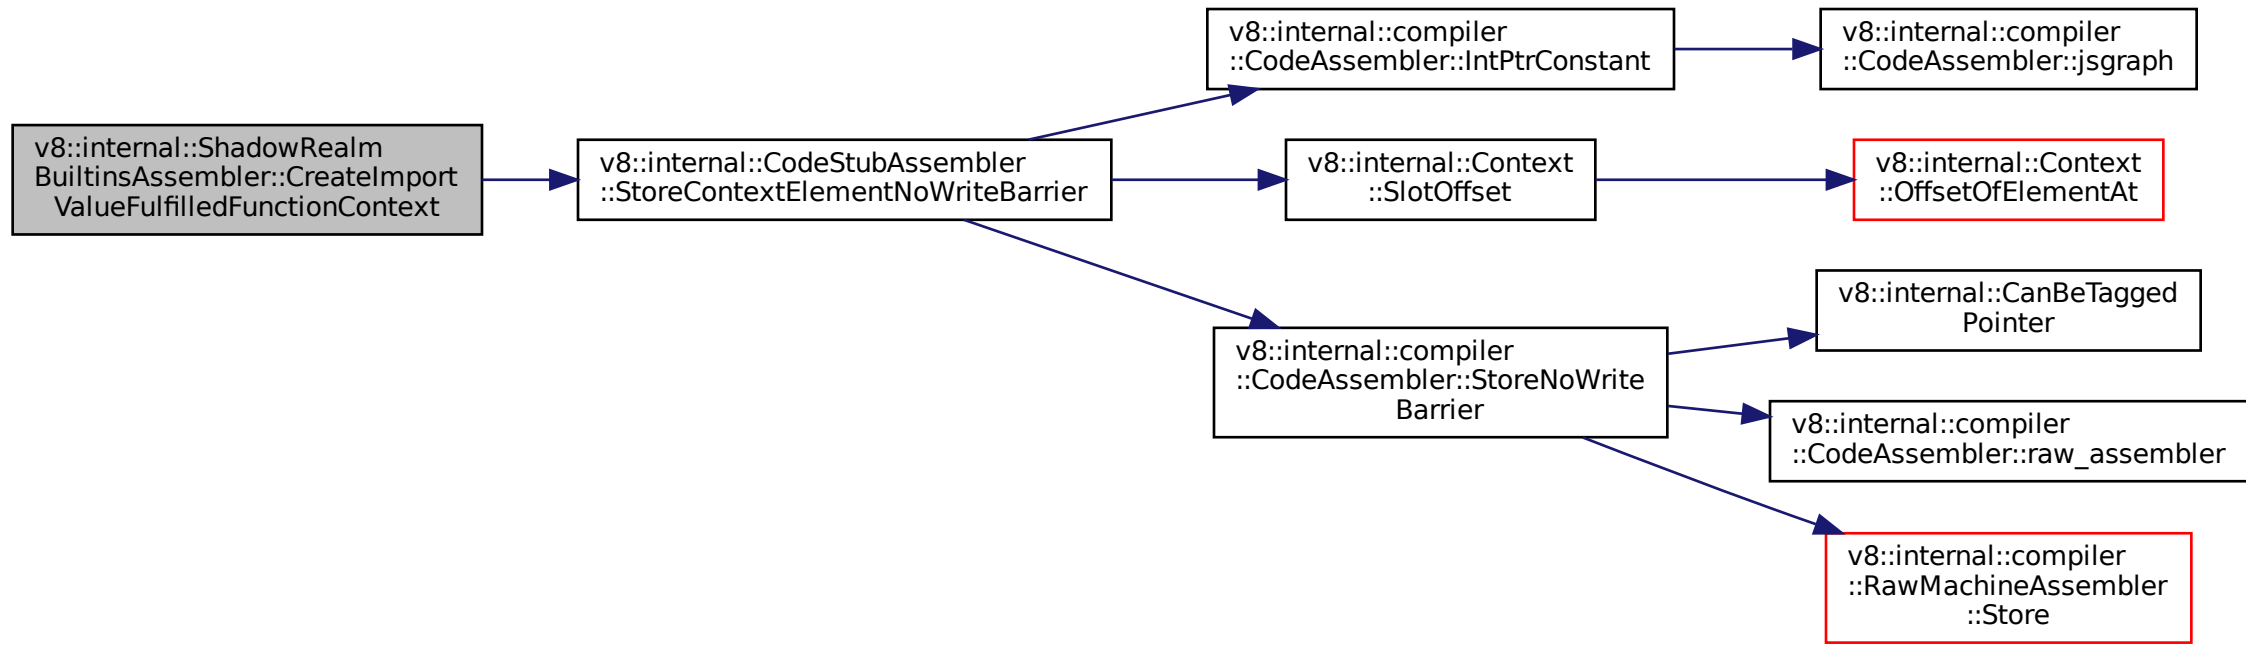 v8::internal::ShadowRealm
BuiltinsAssembler::CreateImport
ValueFulfilledFunctionContext
v8::internal::CodeStubAssembler
::StoreContextElementNoWriteBarrier
v8::internal::compiler
::CodeAssembler::IntPtrConstant
v8::internal::compiler
::CodeAssembler::jsgraph
v8::internal::Context
::SlotOffset
v8::internal::Context
::OffsetOfElementAt
v8::internal::compiler
::CodeAssembler::StoreNoWrite
Barrier
v8::internal::CanBeTagged
Pointer
v8::internal::compiler
::CodeAssembler::raw_assembler
v8::internal::compiler
::RawMachineAssembler
::Store